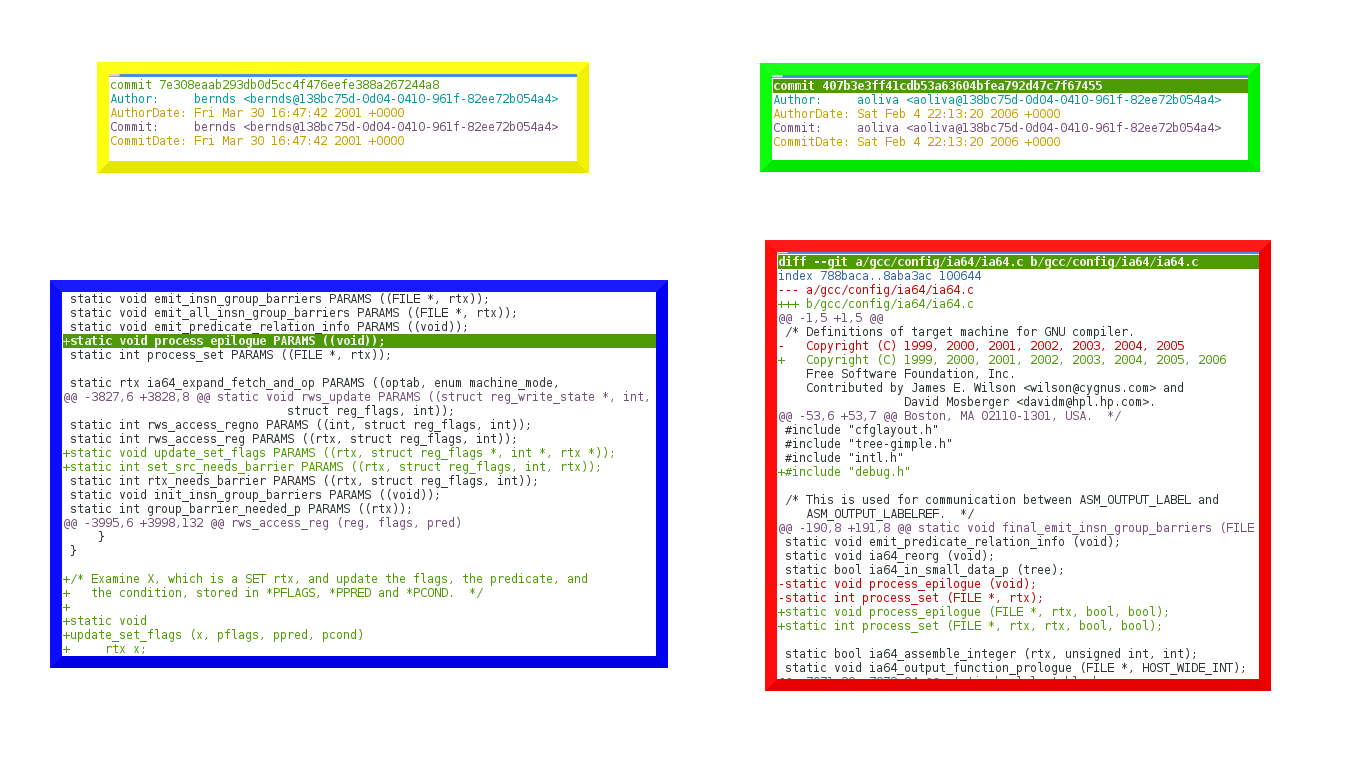 commit 7e308eaab293db0d5cc4f476eefe388a267244a8
Author:     bernds <bernds@138bc75d-0d04-0410-961f-82ee72b054a4>
AuthorDate: Fri Mar 30 16:47:42 2001 +0000
Commit:     bernds <bernds@138bc75d-0d04-0410-961f-82ee72b054a4>
CommitDate: Fri Mar 30 16:47:42 2001 +0000
commit 407b3e3ff41cdb53a63604bfea792d47c7f67455
Author:     aoliva <aoliva@138bc75d-0d04-0410-961f-82ee72b054a4>
AuthorDate: Sat Feb 4 22:13:20 2006 +0000
Commit:     aoliva <aoliva@138bc75d-0d04-0410-961f-82ee72b054a4>
CommitDate: Sat Feb 4 22:13:20 2006 +0000
 static void emit_insn_group_barriers PARAMS ((FILE *, rtx));
 static void emit_all_insn_group_barriers PARAMS ((FILE *, rtx));
 static void emit_predicate_relation_info PARAMS ((void));
+static void process_epilogue PARAMS ((void));
 static int process_set PARAMS ((FILE *, rtx));
 static rtx ia64_expand_fetch_and_op PARAMS ((optab, enum machine_mode,
@@ -3827,6 +3828,8 @@ static void rws_update PARAMS ((struct reg_write_state *, int,
                                struct reg_flags, int));
 static int rws_access_regno PARAMS ((int, struct reg_flags, int));
 static int rws_access_reg PARAMS ((rtx, struct reg_flags, int));
+static void update_set_flags PARAMS ((rtx, struct reg_flags *, int *, rtx *));
+static int set_src_needs_barrier PARAMS ((rtx, struct reg_flags, int, rtx));
 static int rtx_needs_barrier PARAMS ((rtx, struct reg_flags, int));
 static void init_insn_group_barriers PARAMS ((void));
 static int group_barrier_needed_p PARAMS ((rtx));
@@ -3995,6 +3998,132 @@ rws_access_reg (reg, flags, pred)
     }
 }
+/* Examine X, which is a SET rtx, and update the flags, the predicate, and
+   the condition, stored in *PFLAGS, *PPRED and *PCOND.  */
+
+static void
+update_set_flags (x, pflags, ppred, pcond)
+     rtx x;
diff --git a/gcc/config/ia64/ia64.c b/gcc/config/ia64/ia64.c
index 788baca..8aba3ac 100644
--- a/gcc/config/ia64/ia64.c
+++ b/gcc/config/ia64/ia64.c
@@ -1,5 +1,5 @@
 /* Definitions of target machine for GNU compiler.
-   Copyright (C) 1999, 2000, 2001, 2002, 2003, 2004, 2005
+   Copyright (C) 1999, 2000, 2001, 2002, 2003, 2004, 2005, 2006
    Free Software Foundation, Inc.
    Contributed by James E. Wilson <wilson@cygnus.com> and
                  David Mosberger <davidm@hpl.hp.com>.
@@ -53,6 +53,7 @@ Boston, MA 02110-1301, USA.  */
 #include "cfglayout.h"
 #include "tree-gimple.h"
 #include "intl.h"
+#include "debug.h"
 /* This is used for communication between ASM_OUTPUT_LABEL and
    ASM_OUTPUT_LABELREF.  */
@@ -190,8 +191,8 @@ static void final_emit_insn_group_barriers (FILE
 static void emit_predicate_relation_info (void);
 static void ia64_reorg (void);
 static bool ia64_in_small_data_p (tree);
-static void process_epilogue (void);
-static int process_set (FILE *, rtx);
+static void process_epilogue (FILE *, rtx, bool, bool);
+static int process_set (FILE *, rtx, rtx, bool, bool);
 static bool ia64_assemble_integer (rtx, unsigned int, int);
 static void ia64_output_function_prologue (FILE *, HOST_WIDE_INT);